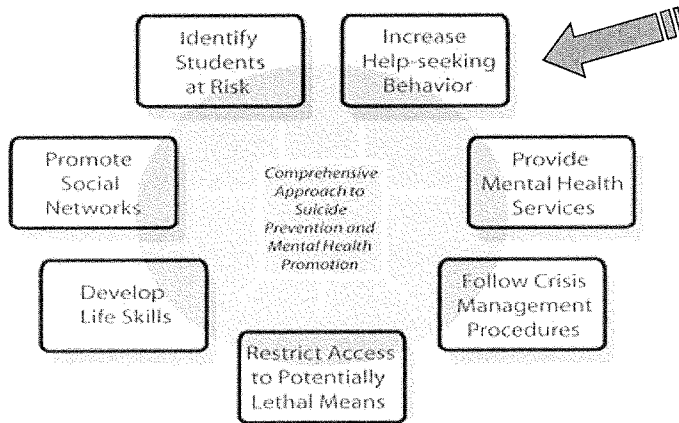 Identify
Students
at Risk
Increase
Help-seeking
Behavior
Promote
Social
Networks
Comprehensive
Approach to
Suicide
Prevention and
Mental Health
Promotion
Provide
Mental Health
Services
Develop
Life Skills
Follow Crisis
Management
Procedures
Restrict Access
to Potentially
Lethal Means